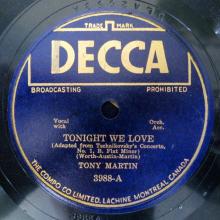 TRADE MARK
DECCA
BROADCASTING PROHIBITED
Vocal with Orch. Acc.
TONIGHT WE LOVE
(Adapted from Tschaikovsky's Concerto,
No. 1, B. Flat Minor)
(Worth-Austin-Martin)
TONY MARTIN
3988-A
THE COMPO CO LIMITED, LACHINE MONTREAL, CANADA